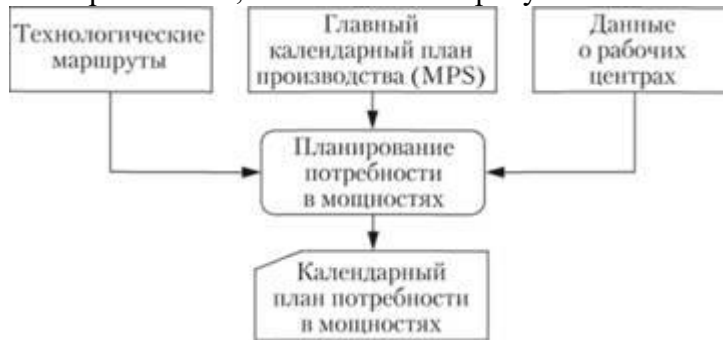 Технологические
маршруты
Главный
календарный план
производства (MPS)
Данные
о рабочих
центрах
Планирование
потребности
в мощностях
Календарный
план потребности
в мощностях